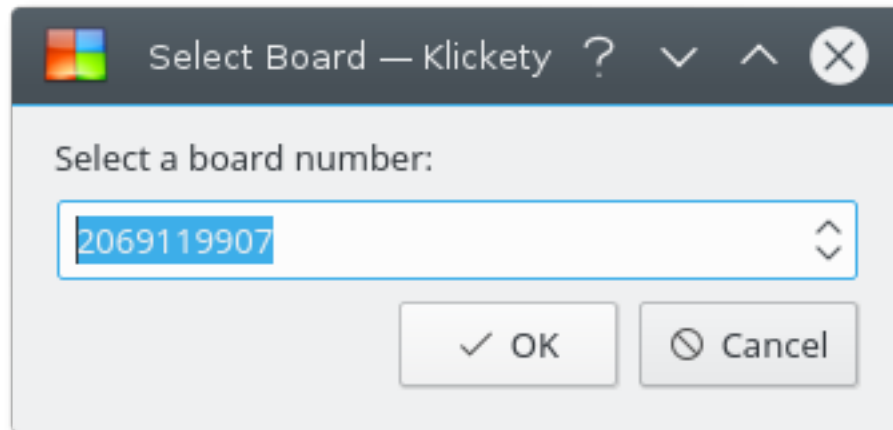 Select Board — Klickety
Select a board number:
2069119907
OK
Cancel